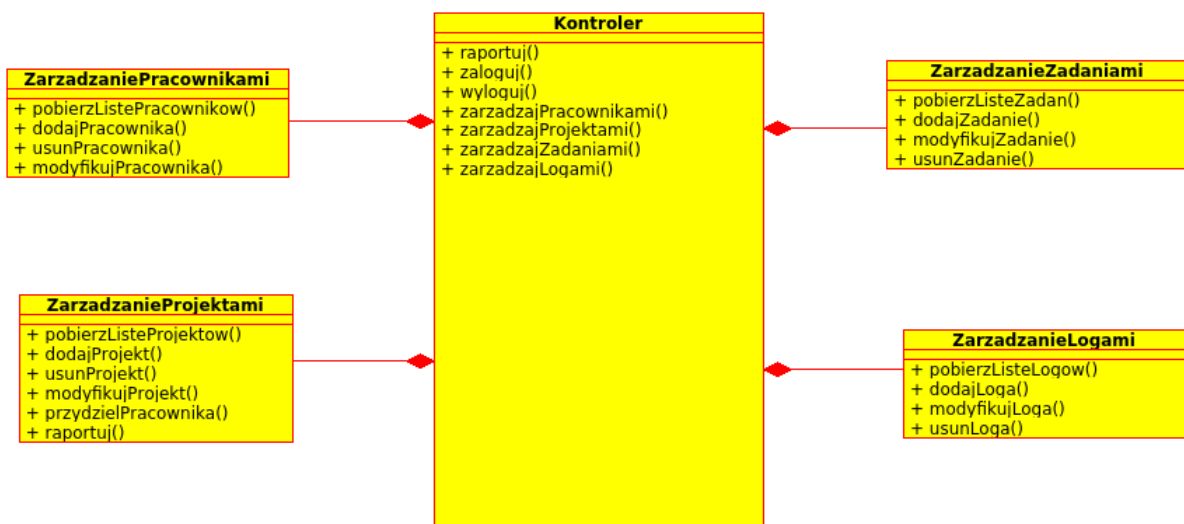 Kontroler
+ raportuj()
+ zaloguj()
+ wyloguj()
+ zarzadzajPracownikami()
+ zarzadzajProjektami()
+ zarzadzajZadaniami()
+ zarzadzajLogami()
ZarzadzaniePracownikami
+ pobierzListePracownikow()
+ dodajPracownika()
+ usunPracownika()
+ modyfikujPracownika()
ZarzadzanieZadaniami
+ pobierzListeZadan()
+ dodajZadanie()
+ modyfikujZadanie()
+ usunZadanie()
ZarzadzanieProjektami
+ pobierzListeProjektow()
+ dodajProjekt()
+ usunProjekt()
+ modyfikujProjekt()
+ przydzielPracownika()
+ raportuj()
ZarzadzanieLogami
+ pobierzListeLogow()
+ dodajLoga()
+ modyfikujLoga()
+ usunLoga()